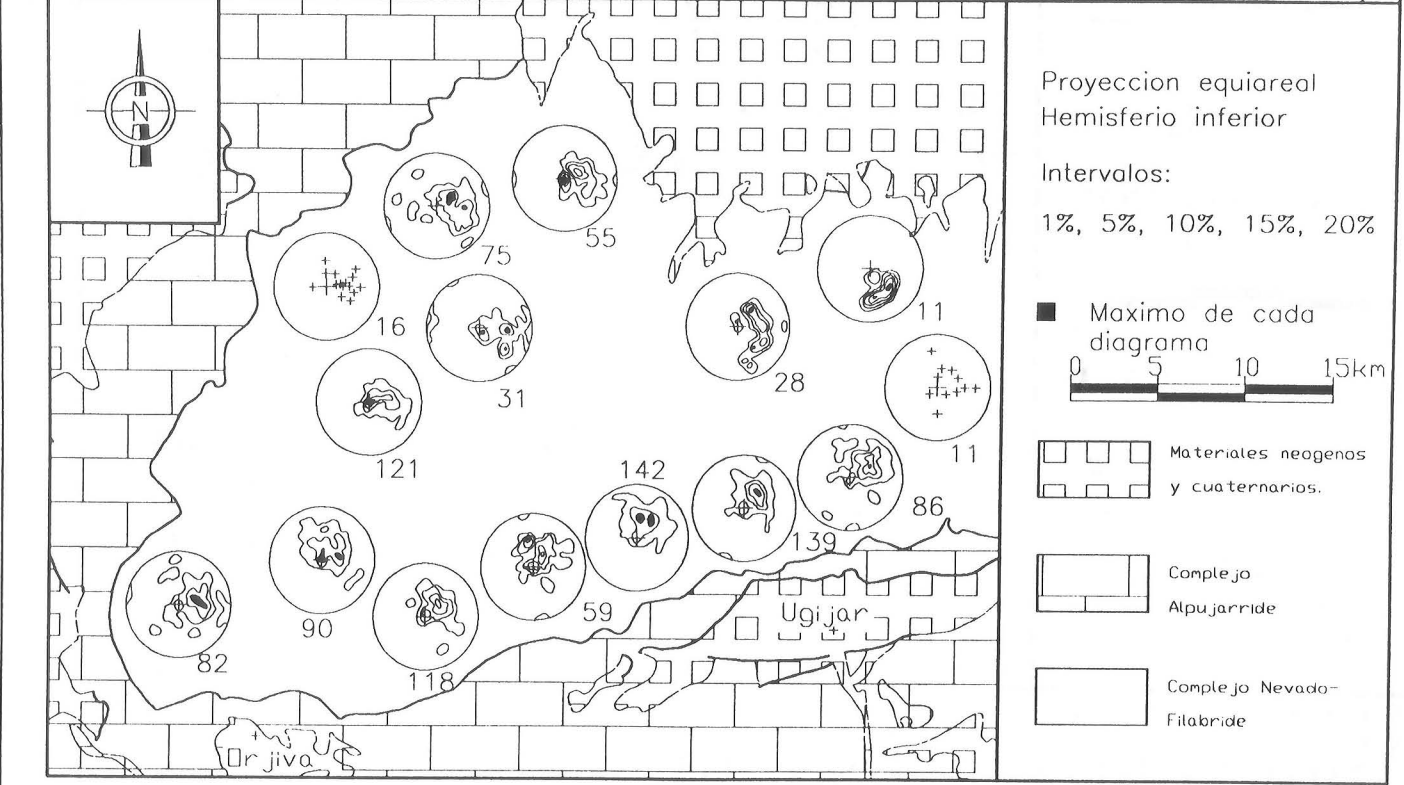 N
55
75
16
11
31
28
121
11
142
86
139
59
90
118
82
Ugijar
Orjiva
Proyeccion equiareal
Hemisferio inferior
Intervalos:
1%, 5%, 10%, 15%, 20%
Maximo de cada
diagrama
0 5 10 15km
Materiales neogenos
y cuaternarios.
Complejo
Alpujarride
Complejo Nevado-
Filabride